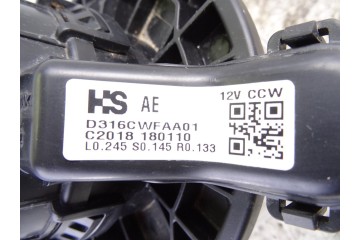 HS AE 12V CCW
D316CWFAA01
C2018 180110
L0.245 S0.145 R0.133